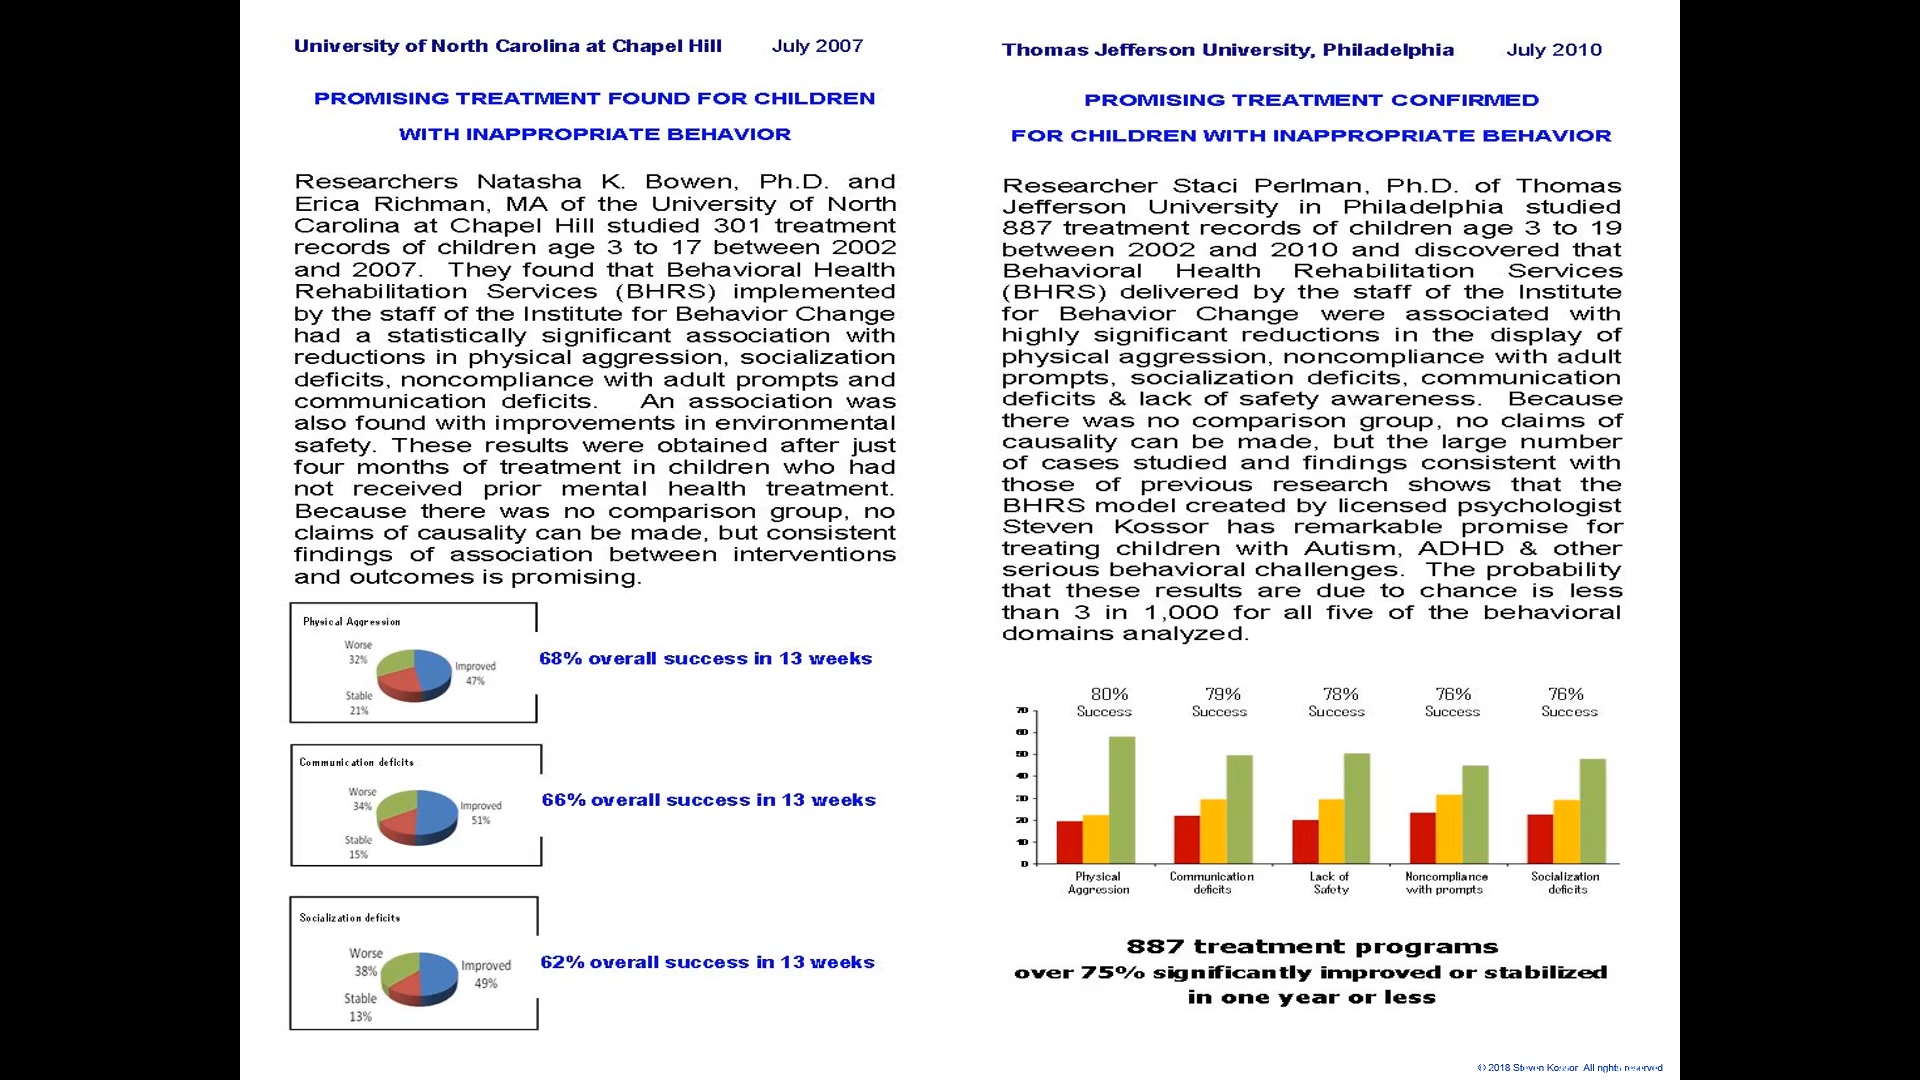 University of North Carolina at Chapel Hill July 2007
PROMISING TREATMENT FOUND FOR CHILDREN
WITH INAPPROPRIATE BEHAVIOR
Researchers Natasha K. Bowen, Ph.D. and
Erica Richman, MA of the University of North
Carolina at Chapel Hill studied 301 treatment
records of children age 3 to 17 between 2002
and 2007. They found that Behavioral Health
Rehabilitation Services (BHRS) implemented
by the staff of the Institute for Behavior Change
had a statistically significant association with
reductions in physical aggression, socialization
deficits, noncompliance with adult prompts and
communication deficits. An association was
also found with improvements in environmental
safety. These results were obtained after just
four months of treatment in children who had
not received prior mental health treatment.
Because there was no comparison group, no
claims of causality can be made, but consistent
findings of association between interventions
and outcomes is promising.
Physical Aggression
Worse
32%
Improved
47%
Stable
21%
68% overall success in 13 weeks
Communication deficits
Worse
34%
Improved
51%
Stable
15%
66% overall success in 13 weeks
Socialization deficits
Worse
38%
Improved
49%
Stable
13%
62% overall success in 13 weeks
Thomas Jefferson University, Philadelphia July 2010
PROMISING TREATMENT CONFIRMED
FOR CHILDREN WITH INAPPROPRIATE BEHAVIOR
Researcher Staci Perlman, Ph.D. of Thomas
Jefferson University in Philadelphia studied
887 treatment records of children age 3 to 19
between 2002 and 2010 and discovered that
Behavioral Health Rehabilitation Services
(BHRS) delivered by the staff of the Institute
for Behavior Change were associated with
highly significant reductions in the display of
physical aggression, noncompliance with adult
prompts, socialization deficits, communication
deficits & lack of safety awareness. Because
there was no comparison group, no claims of
causality can be made, but the large number
of cases studied and findings consistent with
those of previous research shows that the
BHRS model created by licensed psychologist
Steven Kossor has remarkable promise for
treating children with Autism, ADHD & other
serious behavioral challenges. The probability
that these results are due to chance is less
than 3 in 1,000 for all five of the behavioral
domains analyzed.
80% 79% 78% 76% 76%
Success Success Success Success Success
70
60
50
40
30
20
10
0
Physical Communication Lack of Noncompliance Socialization
Aggression deficits Safety with prompts deficits
887 treatment programs
over 75% significantly improved or stabilized
in one year or less
© 2018 Steven Kossor All rights reserved